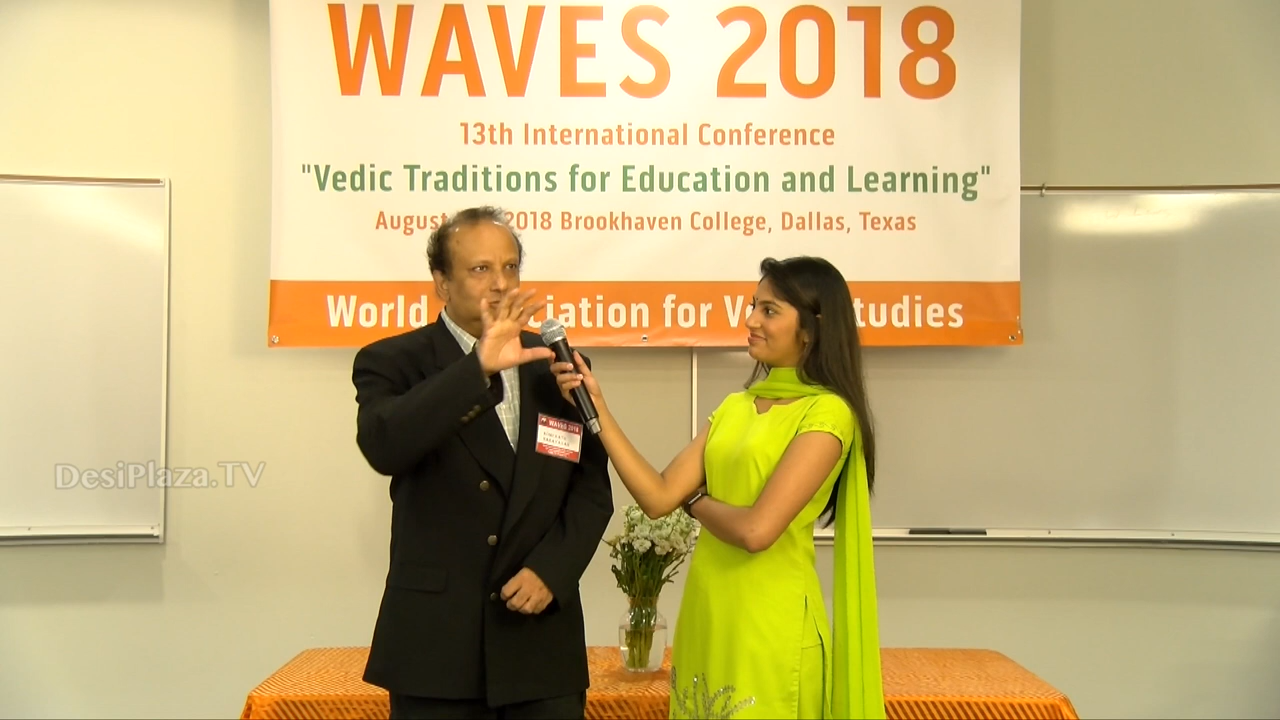 WAVES 2018
13th International Conference
"Vedic Traditions for Education and Learning"
August 2018 Brookhaven College, Dallas, Texas
World ciation for V tudies
WAVES 2018
DesiPlaza.TV